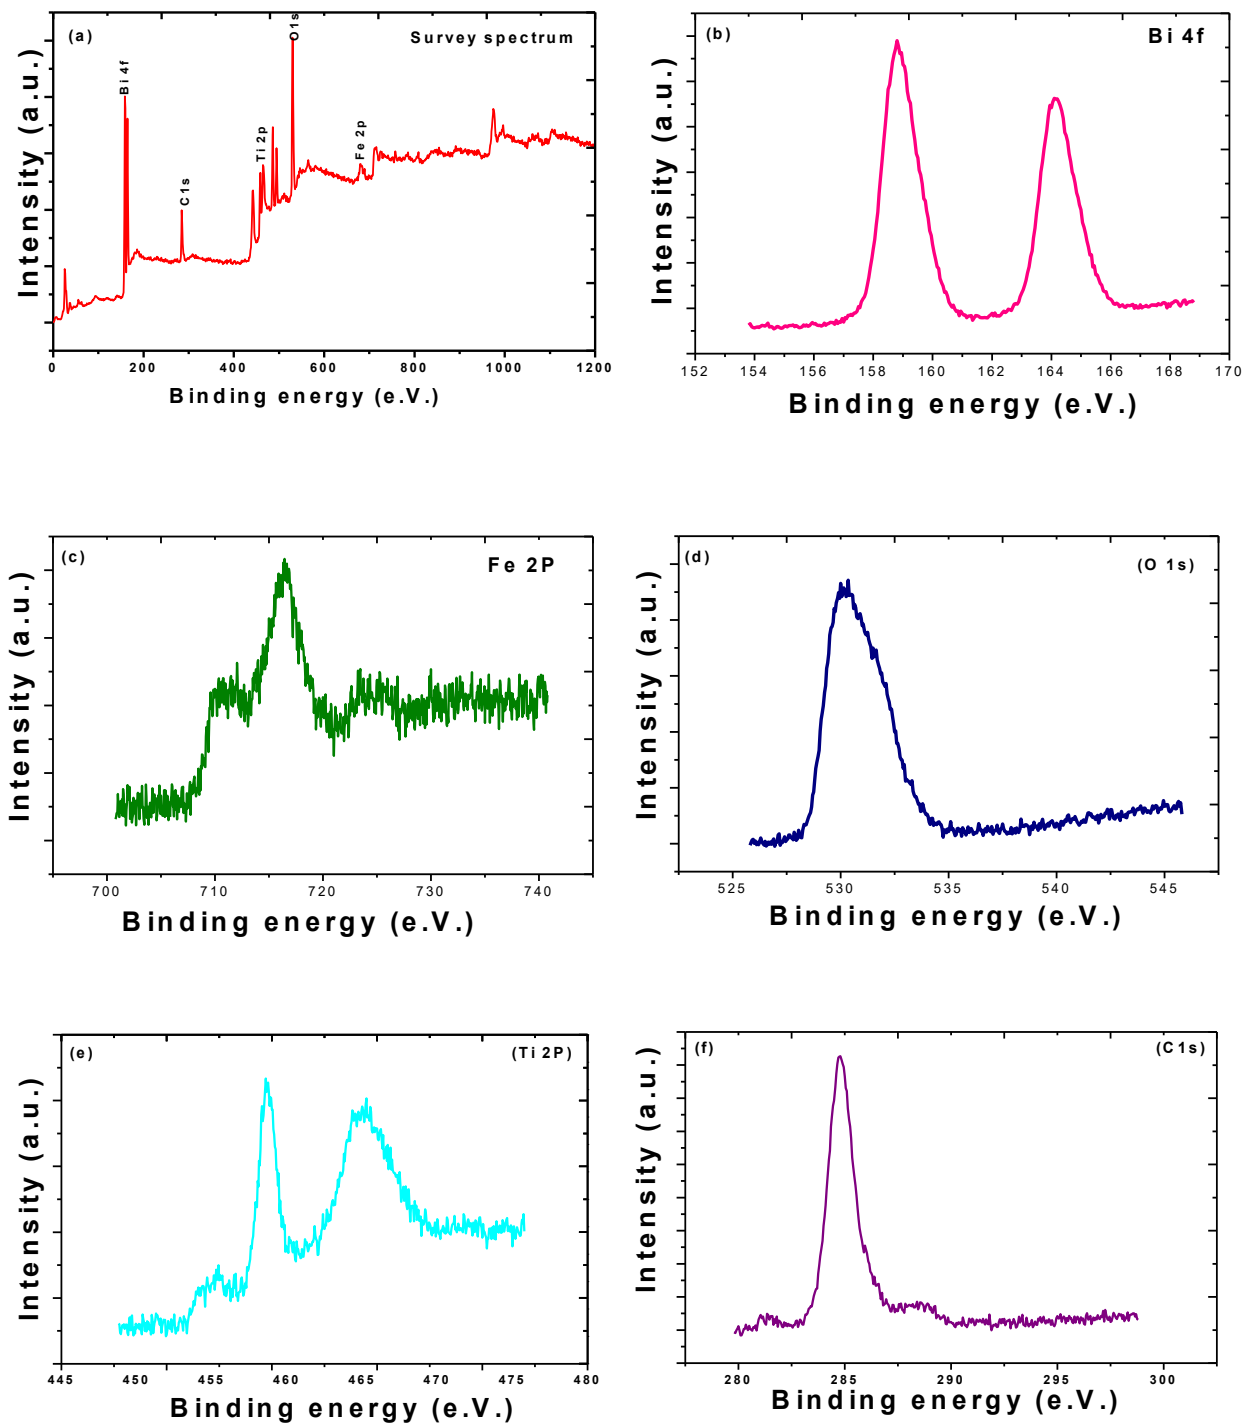 (a)
Survey spectrum
Bi 4f
C1s
Ti 2p
O1s
Fe 2p
Intensity (a.u.)
0 200 400 600 800 1000 1200
Binding energy (e.V.)
(b)
Bi 4f
Intensity (a.u.)
152 154 156 158 160 162 164 166 168 170
Binding energy (e.V.)
(c)
Fe 2P
Intensity (a.u.)
700 710 720 730 740
Binding energy (e.V.)
(d)
(O 1s)
Intensity (a.u.)
525 530 535 540 545
Binding energy (e.V.)
(e)
(Ti 2P)
Intensity (a.u.)
445 450 455 460 465 470 475 480
Binding energy (e.V.)
(f)
(C1s)
Intensity (a.u.)
280 285 290 295 300
Binding energy (e.V.)